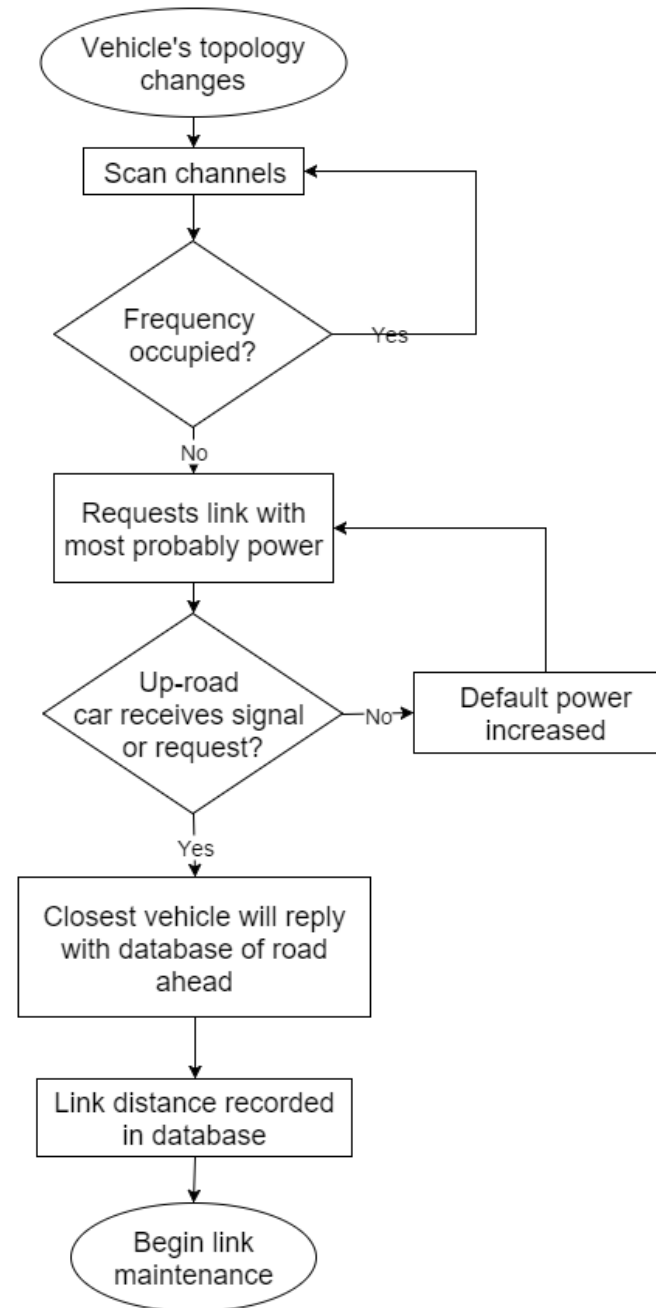 Vehicle's topology
changes
Scan channels
Frequency
occupied?
Yes
No
Requests link with
most probably power
Up-road
car receives signal
or request?
No
Default power
increased
Yes
Closest vehicle will reply
with database of road
ahead
Link distance recorded
in database
Begin link
maintenance